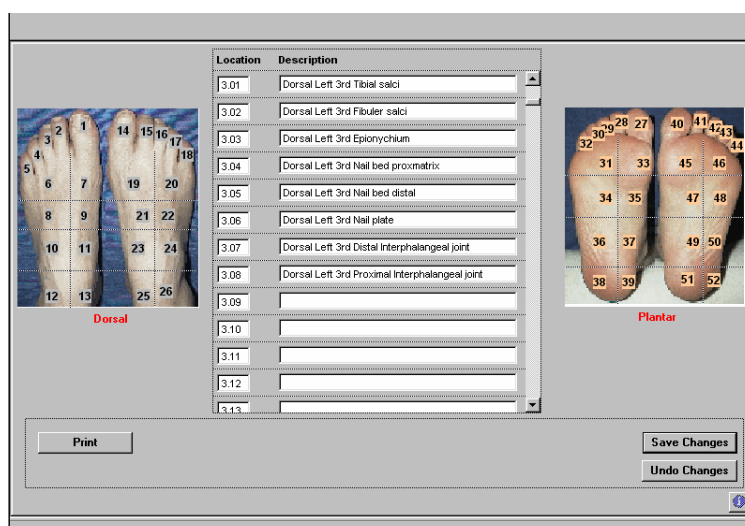 Location Description
3.01 Dorsal Left 3rd Tibial salci
3.02 Dorsal Left 3rd Fibuler salci
3.03 Dorsal Left 3rd Epionychium
3.04 Dorsal Left 3rd Nail bed proxmatrix
3.05 Dorsal Left 3rd Nail bed distal
3.06 Dorsal Left 3rd Nail plate
3.07 Dorsal Left 3rd Distal Interphalangeal joint
3.08 Dorsal Left 3rd Proximal Interphalangeal joint
3.09
3.10
3.11
3.12
3.13
1 2 3 4 5 14 15 16 17 18
6 7 19 20
8 9 21 22
10 11 23 24
12 13 25 26
Dorsal
27 28 29 30 32 40 41 42 43 44
31 33 45 46
34 35 47 48
36 37 49 50
38 39 51 52
Plantar
Print
Save Changes
Undo Changes